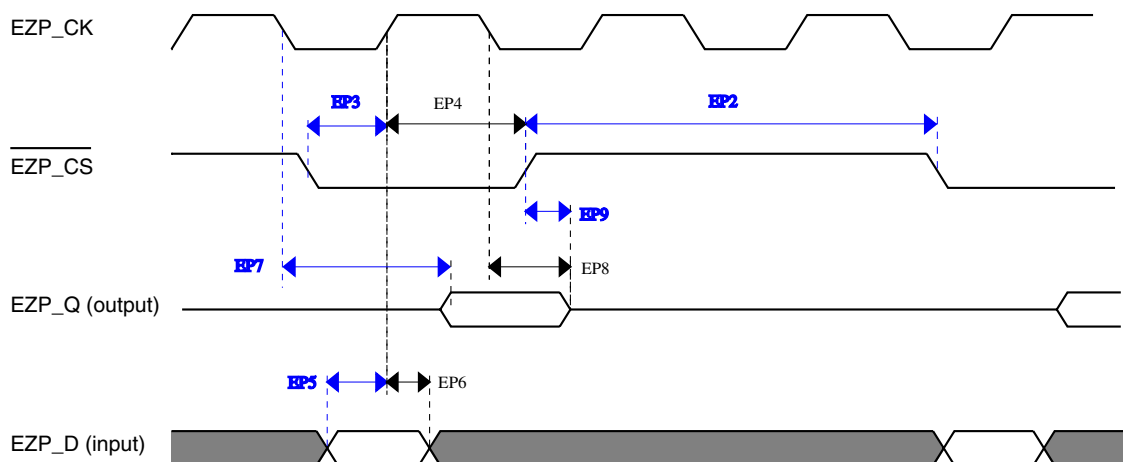 EZP_CK
EP3
EP4
EP2
EZP_CS
EP9
EP7
EP8
EZP_Q (output)
EP5
EP6
EZP_D (input)